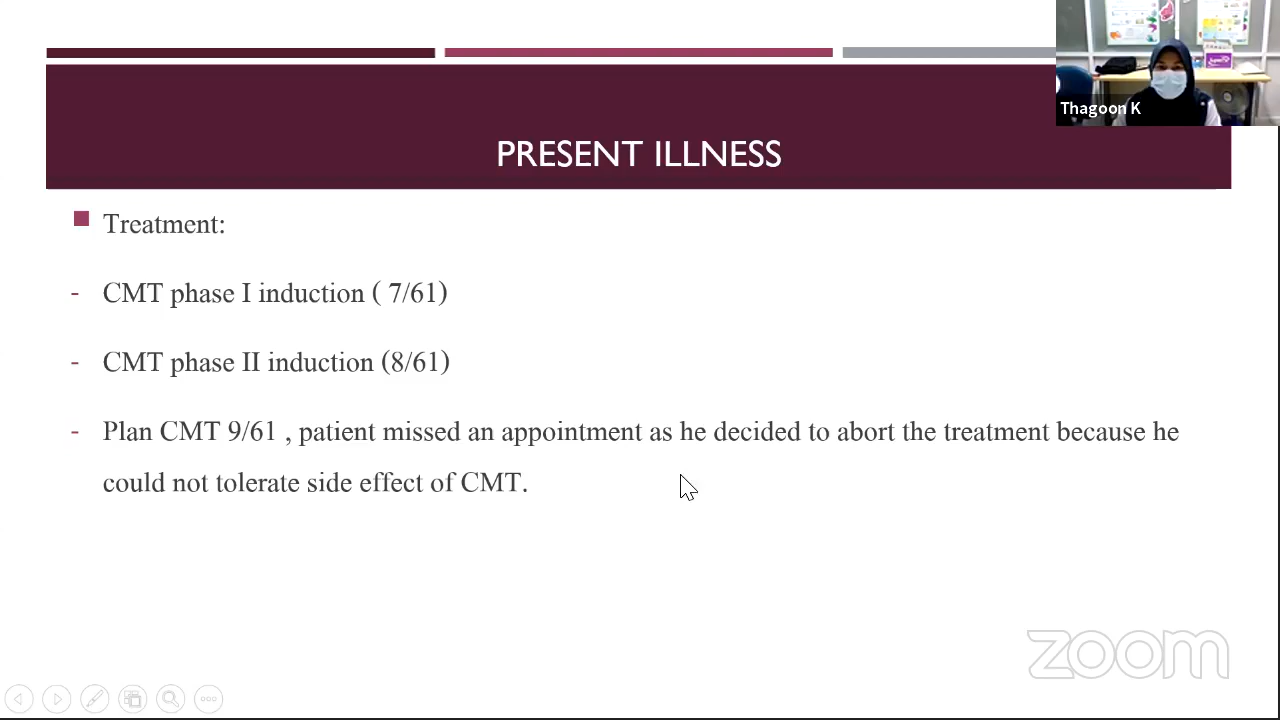 Thagoon K
PRESENT ILLNESS
Treatment:
- CMT phase I induction ( 7/61)
- CMT phase II induction (8/61)
- Plan CMT 9/61 , patient missed an appointment as he decided to abort the treatment because he
could not tolerate side effect of CMT.
zoom